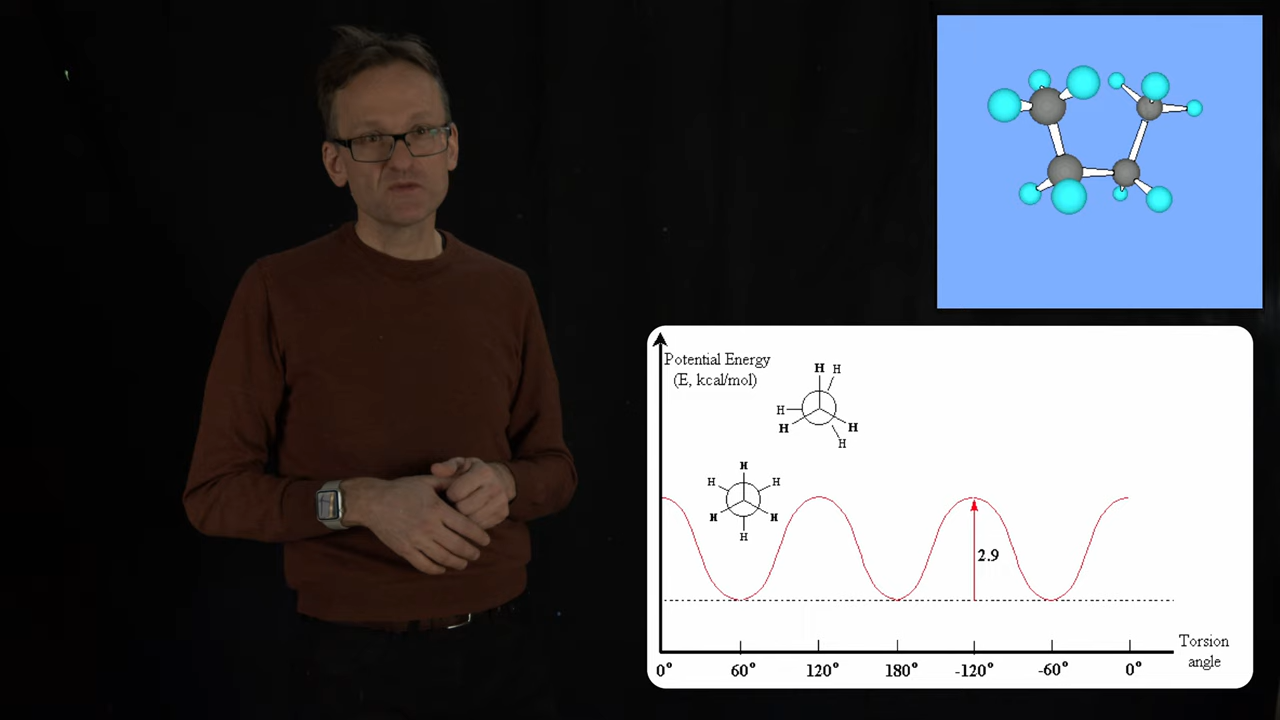 Potential Energy
(E, kcal/mol)
H H
H
H H
H
H
H H
H H
H
2.9
0° 60° 120° 180° -120° -60° 0°
Torsion
angle